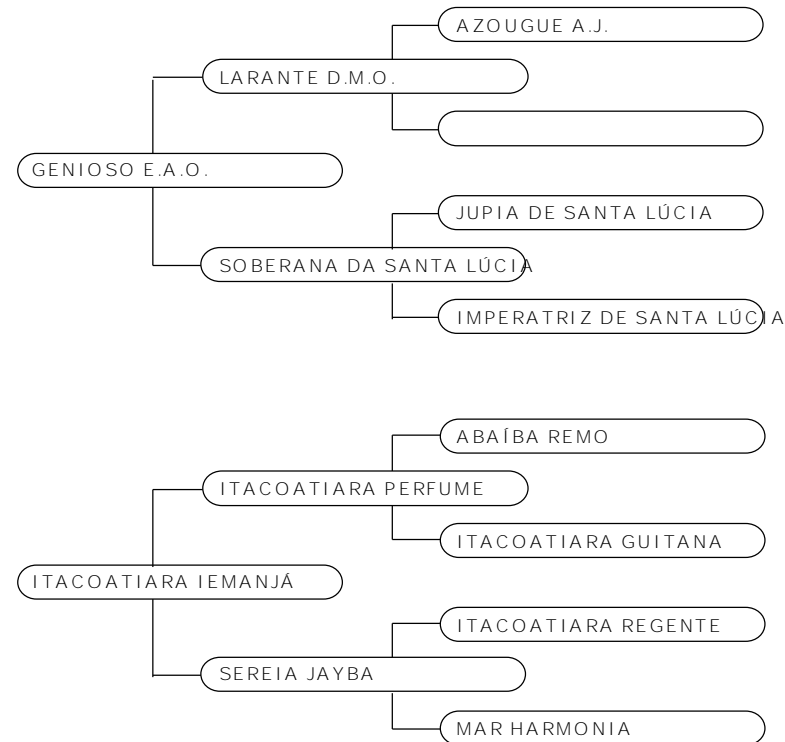 AZOUGUE A.J.
LARANTE D.M.O.
GENIOSO E.A.O.
JUPIA DE SANTA LÚCIA
SOBERANA DA SANTA LÚCIA
IMPERATRIZ DE SANTA LÚCIA
ABAÍBA REMO
ITACOATIARA PERFUME
ITACOATIARA GUITANA
ITACOATIARA IEMANJÁ
ITACOATIARA REGENTE
SEREIA JAYBA
MAR HARMONIA